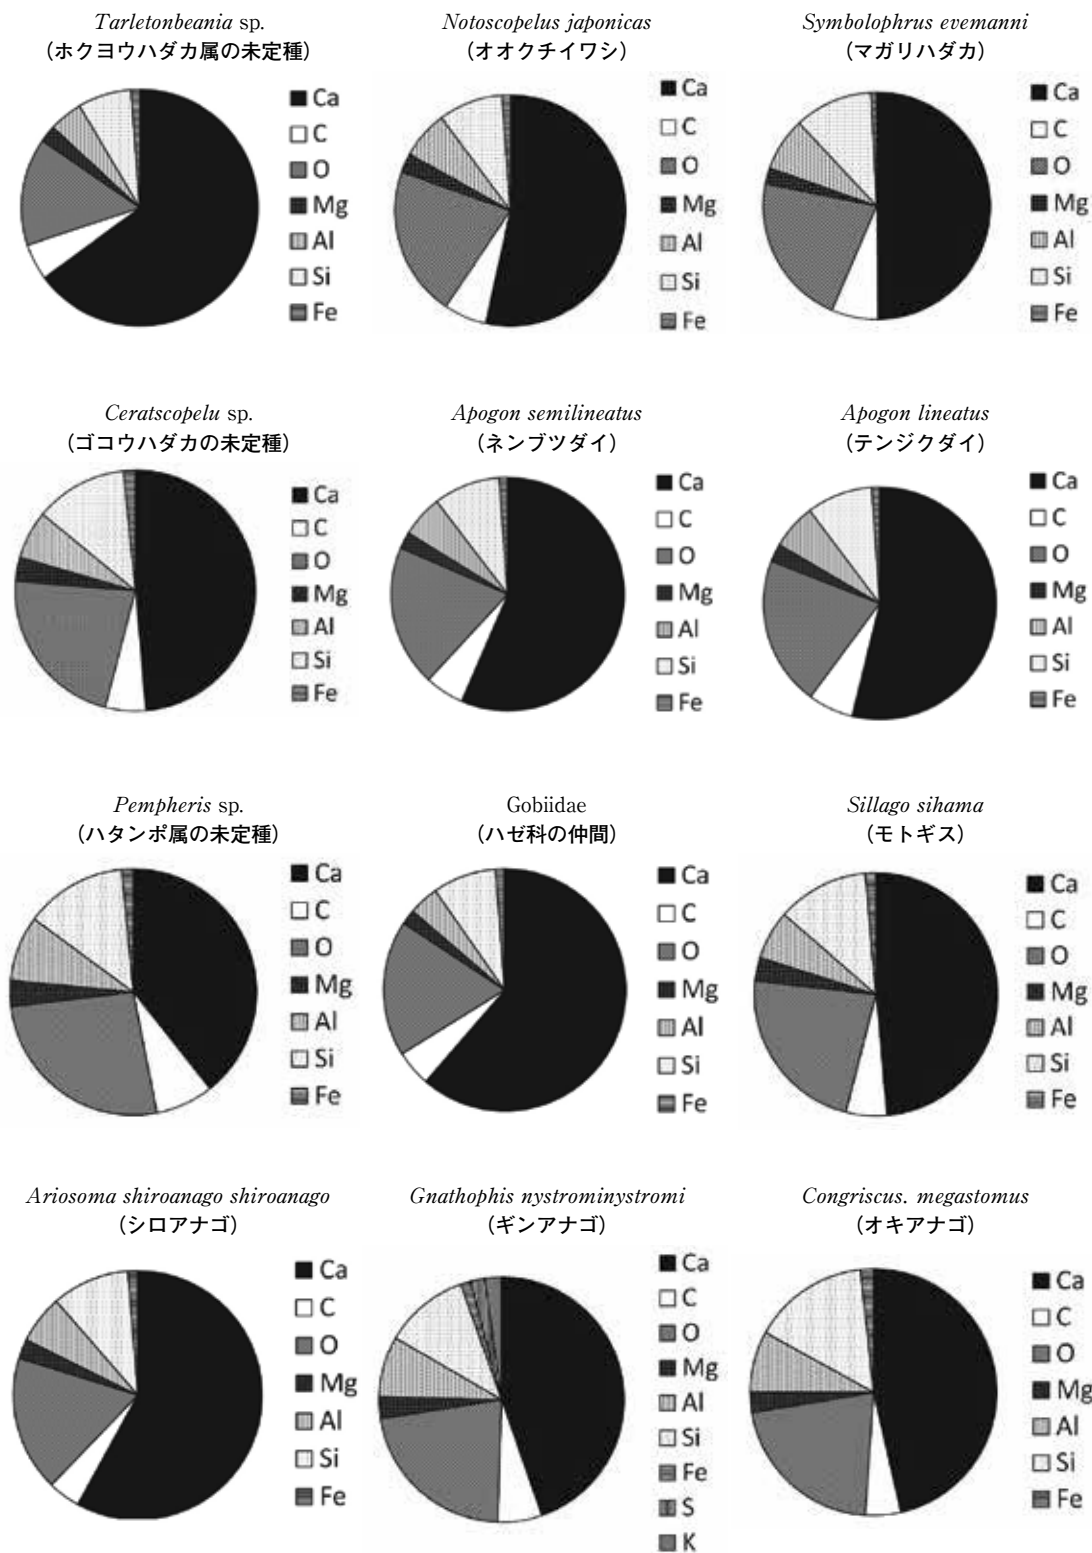 Tarletonbeania sp.
（ホクヨウハダカ属の未定種）
Ca
C
O
Mg
Al
Si
Fe
Notoscopelus japonicas
（オオクチイワシ）
Ca
C
O
Mg
Al
Si
Fe
Symbolophrus evemanni
（マガリハダカ）
Ca
C
O
Mg
Al
Si
Fe
Ceratscopelu sp.
（ゴコウハダカの未定種）
Ca
C
O
Mg
Al
Si
Fe
Apogon semilineatus
（ネンブツダイ）
Ca
C
O
Mg
Al
Si
Fe
Apogon lineatus
（テンジクダイ）
Ca
C
O
Mg
Al
Si
Fe
Pempheris sp.
（ハタンポ属の未定種）
Ca
C
O
Mg
Al
Si
Fe
Gobiidae
（ハゼ科の仲間）
Ca
C
O
Mg
Al
Si
Fe
Sillago sihama
（モトギス）
Ca
C
O
Mg
Al
Si
Fe
Ariosoma shiroanago shiroanago
（シロアナゴ）
Ca
C
O
Mg
Al
Si
Fe
Gnathophis nystrominystromi
（ギンアナゴ）
Ca
C
O
Mg
Al
Si
Fe
S
K
Congriscus. megastomus
（オキアナゴ）
Ca
C
O
Mg
Al
Si
Fe